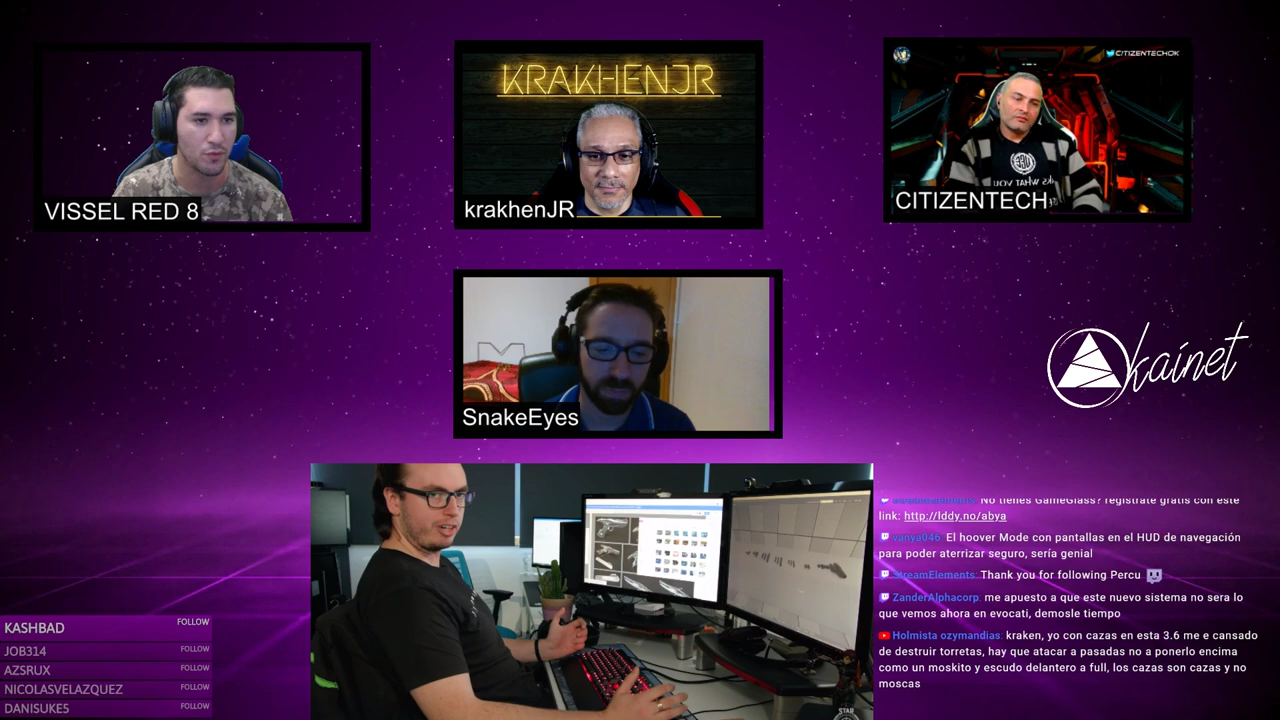 KRAKHENJR
CITIZENTECHOK
VISSEL RED 8
krakhenJR
CITIZENTECH
SnakeEyes
kainet
StreamElements: No tienes GameGlass? registrate gratis con este
link: http://lddy.no/abya
vanya046: El hoover Mode con pantallas en el HUD de navegación
para poder aterrizar seguro, sería genial
StreamElements: Thank you for following Percu
ZanderAlphacorp: me apuesto a que este nuevo sistema no sera lo
que vemos ahora en evocati, demosle tiempo
Holmista ozymandias: kraken, yo con cazas en esta 3.6 me e cansado
de destruir torretas, hay que atacar a pasadas no a ponerlo encima
como un moskito y escudo delantero a full, los cazas son cazas y no
moscas
KASHBAD FOLLOW
JOB314 FOLLOW
AZSRUX FOLLOW
NICOLASVELAZQUEZ FOLLOW
DANISUKE5 FOLLOW
STAR